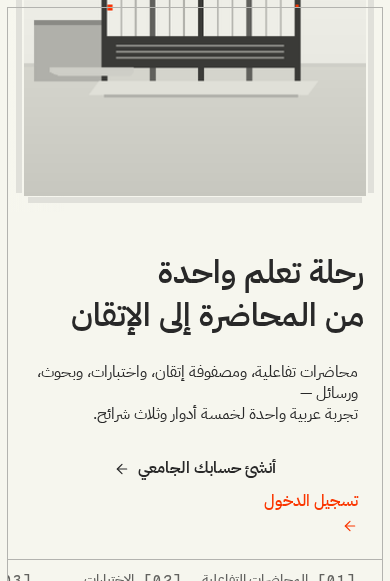 رحلة تعلم واحدة
من المحاضرة إلى الإتقان
محاضرات تفاعلية، ومصفوفة إتقان، واختبارات، وبحوث،
ورسائل —
تجربة عربية واحدة لخمسة أدوار وثلاث شرائح.
أنشئ حسابك الجامعي ←
تسجيل الدخول
←
[01] المحاضرات التفاعلية [02] الاختبارات